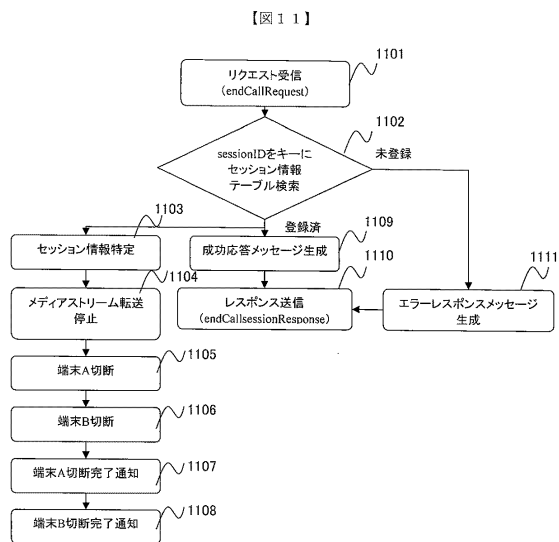 【図１１】
1101
リクエスト受信
(endCallRequest)
1102
sessionIDをキーに
セッション情報
テーブル検索
未登録
登録済
1103
セッション情報特定
1109
成功応答メッセージ生成
1104
メディアストリーム転送
停止
1110
レスポンス送信
(endCallsessionResponse)
1111
エラーレスポンスメッセージ
生成
1105
端末A切断
1106
端末B切断
1107
端末A切断完了通知
1108
端末B切断完了通知